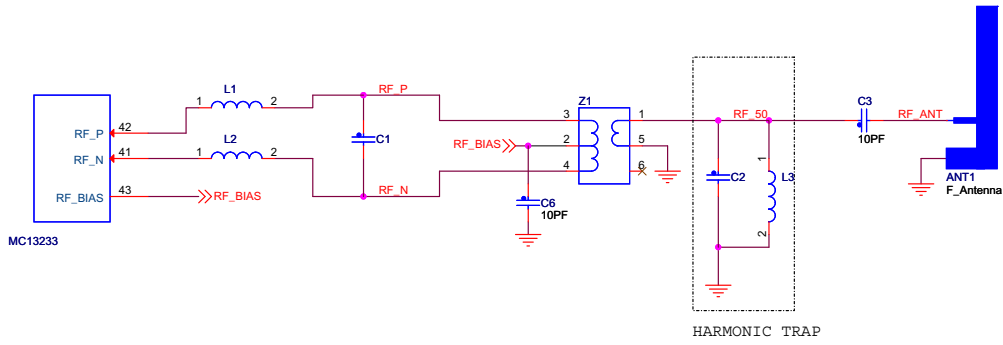 L1
1 2
RF_P
RF_P 42
L2
RF_N 41
1 2
C1
RF_BIAS 43
RF_BIAS
RF_N
MC13233
Z1
3 1
RF_BIAS 2 5
4 6
C6
10PF
RF_50
C2
1
L3
2
HARMONIC TRAP
C3
10PF
RF_ANT
ANT1
F_Antenna